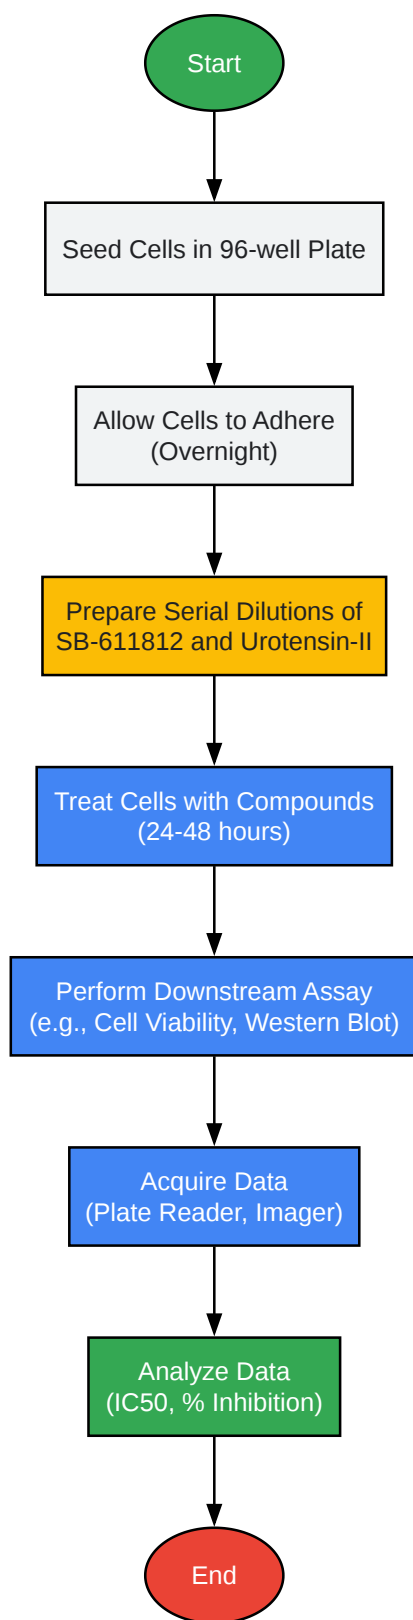 Start
Seed Cells in 96-well Plate
Allow Cells to Adhere
(Overnight)
Prepare Serial Dilutions of
SB-611812 and Urotensin-II
Treat Cells with Compounds
(24-48 hours)
Perform Downstream Assay
(e.g., Cell Viability, Western Blot)
Acquire Data
(Plate Reader, Imager)
Analyze Data
(IC50, % Inhibition)
End